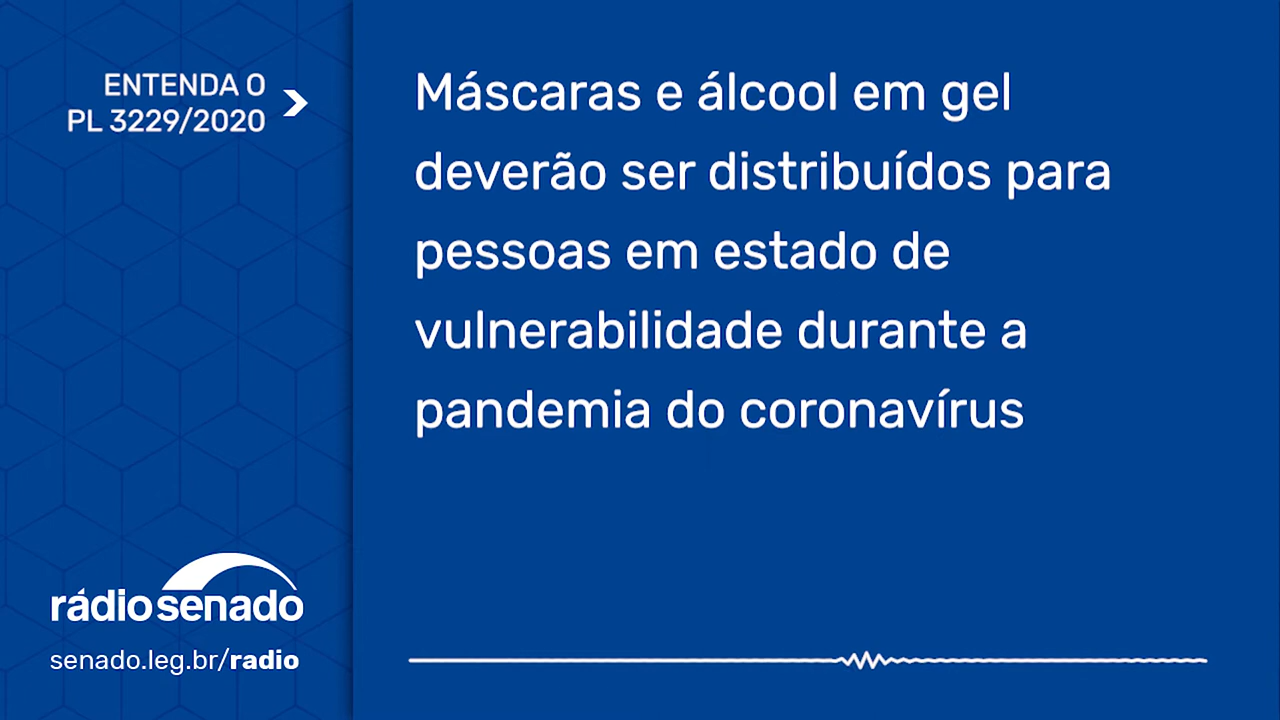 ENTENDA O
PL 3229/2020
Máscaras e álcool em gel
deverão ser distribuídos para
pessoas em estado de
vulnerabilidade durante a
pandemia do coronavírus
rádio senado
senado.leg.br/radio